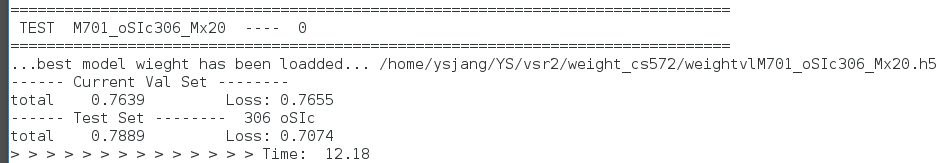 ================================================================================
TEST  M701_oSIc306_Mx20  ----  0
================================================================================
...best model wieght has been loadded... /home/ysjang/YS/vsr2/weight_cs572/weightvlM701_oSIc306_Mx20.h5
------ Current Val Set --------
total    0.7639         Loss: 0.7655
------ Test Set --------  306 oSIc
total    0.7889         Loss: 0.7074
> > > > > > > > > > > > > > Time:  12.18